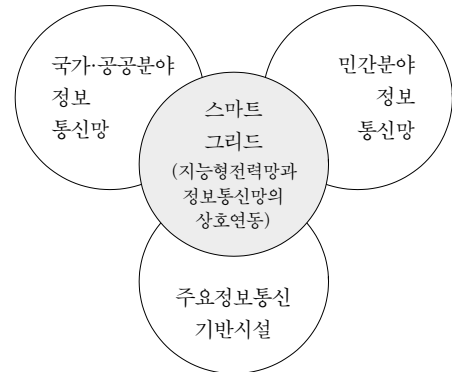 국가·공공분야
정보
통신망
민간분야
정보
통신망
스마트
그리드
(지능형전력망과
정보통신망의
상호연동)
주요정보통신
기반시설